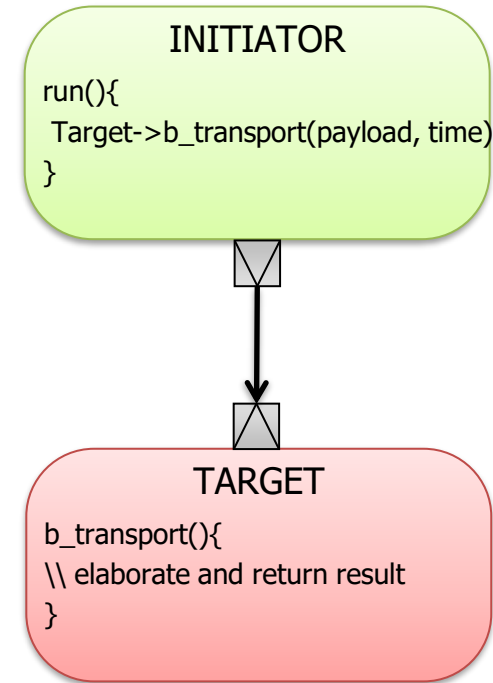 INITIATOR
run(){
Target->b_transport(payload, time)
}
TARGET
b_transport(){
\\ elaborate and return result
}